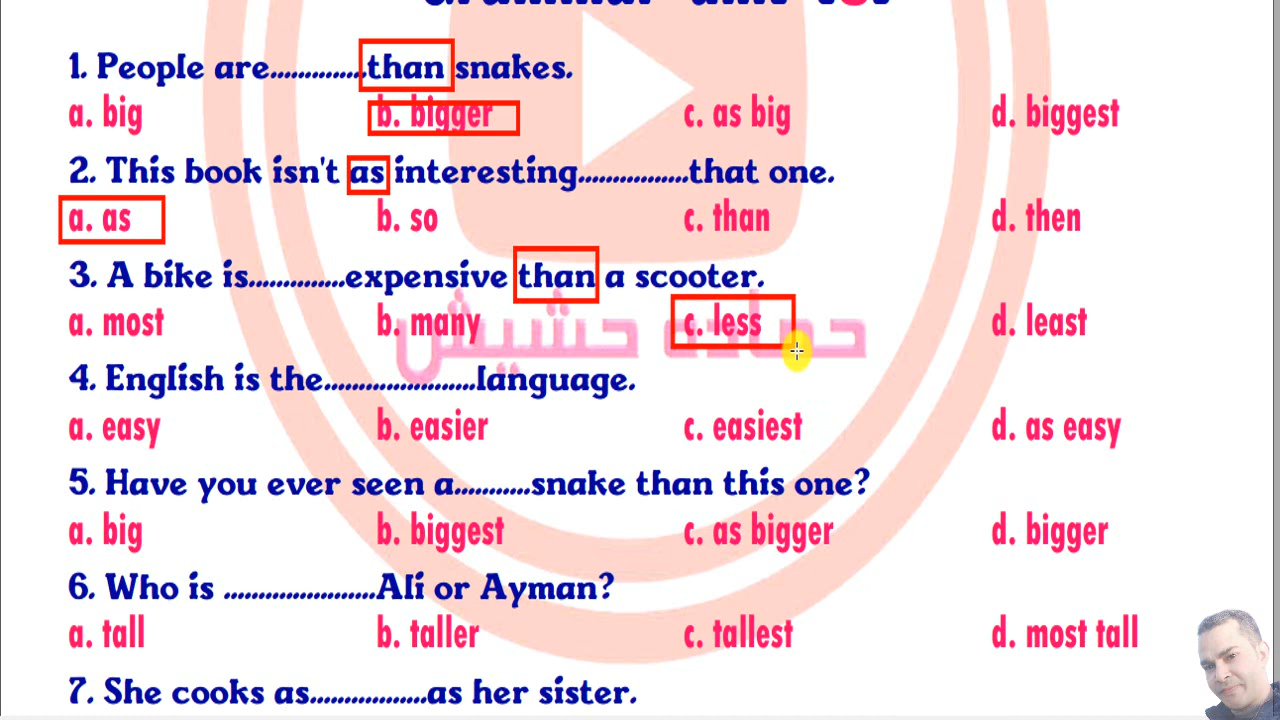 1. People are..............than snakes.
a. big b. bigger c. as big d. biggest
2. This book isn't as interesting................that one.
a. as b. so c. than d. then
3. A bike is..............expensive than a scooter.
a. most b. many c. less d. least
حماده حشيش
4. English is the......................language.
a. easy b. easier c. easiest d. as easy
5. Have you ever seen a...........snake than this one?
a. big b. biggest c. as bigger d. bigger
6. Who is ......................Ali or Ayman?
a. tall b. taller c. tallest d. most tall
7. She cooks as.................as her sister.